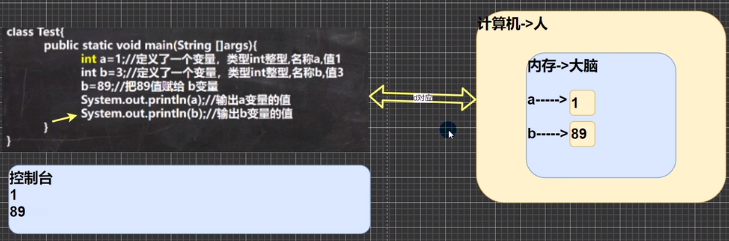 class Test{
public static void main(String []args){
int a=1;//定义了一个变量，类型int整型,名称a,值1
int b=3;//定义了一个变量，类型int整型,名称b,值3
b=89;//把89值赋给 b变量
System.out.println(a);//输出a变量的值
System.out.println(b);//输出b变量的值
}
}
控制台
1
89
计算机->人
内存->大脑
a-----> 1
b-----> 89